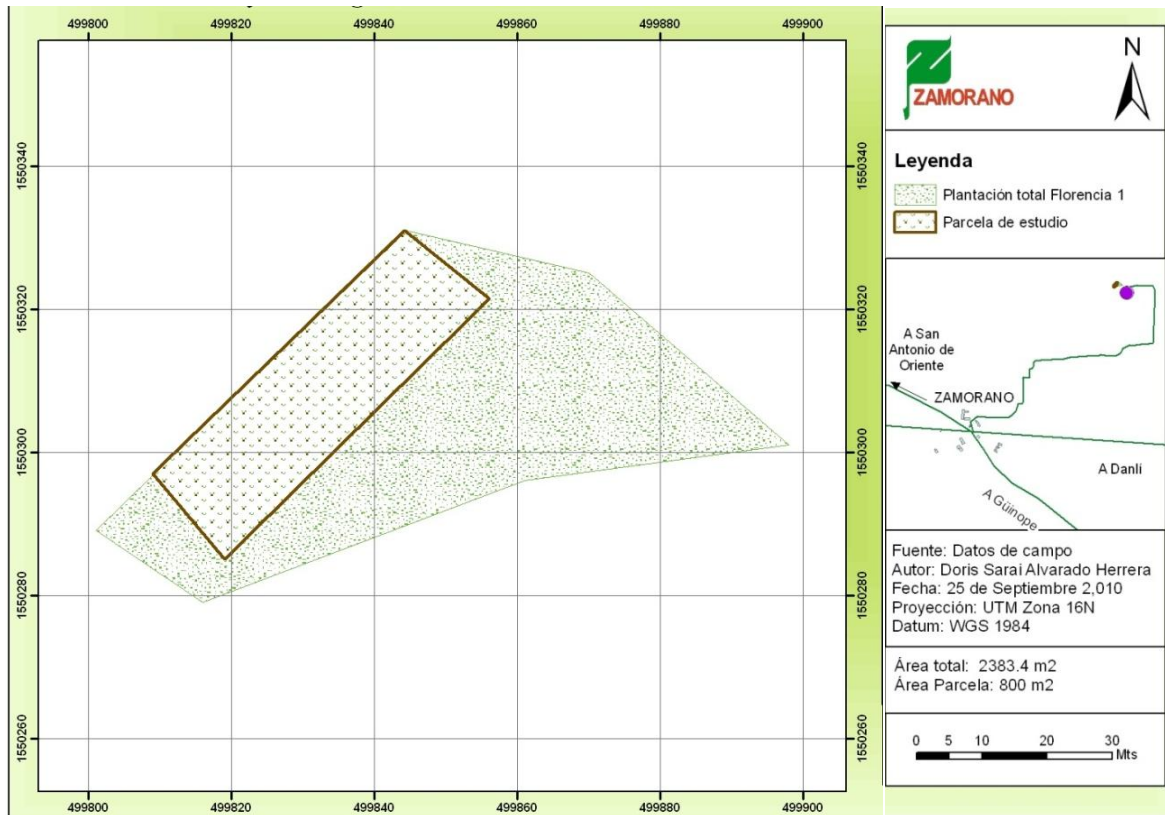 499800 499820 499840 499860 499880 499900
1550340
1550320
1550300
1550280
1550260
1550340
1550320
1550300
1550280
1550260
499800 499820 499840 499860 499880 499900
ZAMORANO
N
Leyenda
Plantación total Florencia 1
Parcela de estudio
A San
Antonio de
Oriente
ZAMORANO
A Danlí
A Güinope
Fuente: Datos de campo
Autor: Doris Sarai Alvarado Herrera
Fecha: 25 de Septiembre 2,010
Proyección: UTM Zona 16N
Datum: WGS 1984
Área total: 2383.4 m2
Área Parcela: 800 m2
0 5 10 20 30
Mts